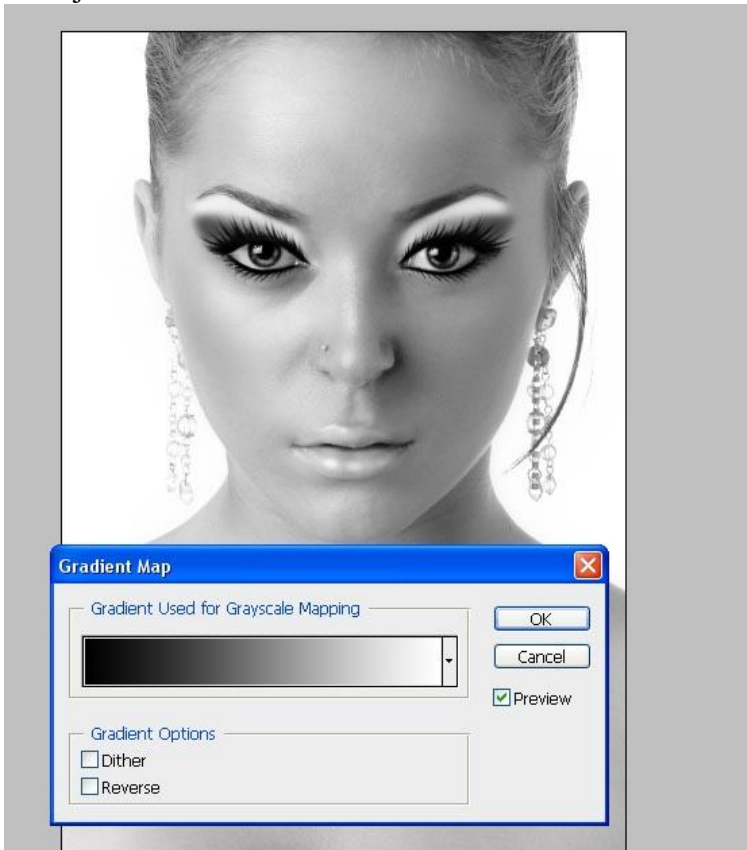 Gradient Map
Gradient Used for Grayscale Mapping
OK
Cancel
Preview
Gradient Options
Dither
Reverse